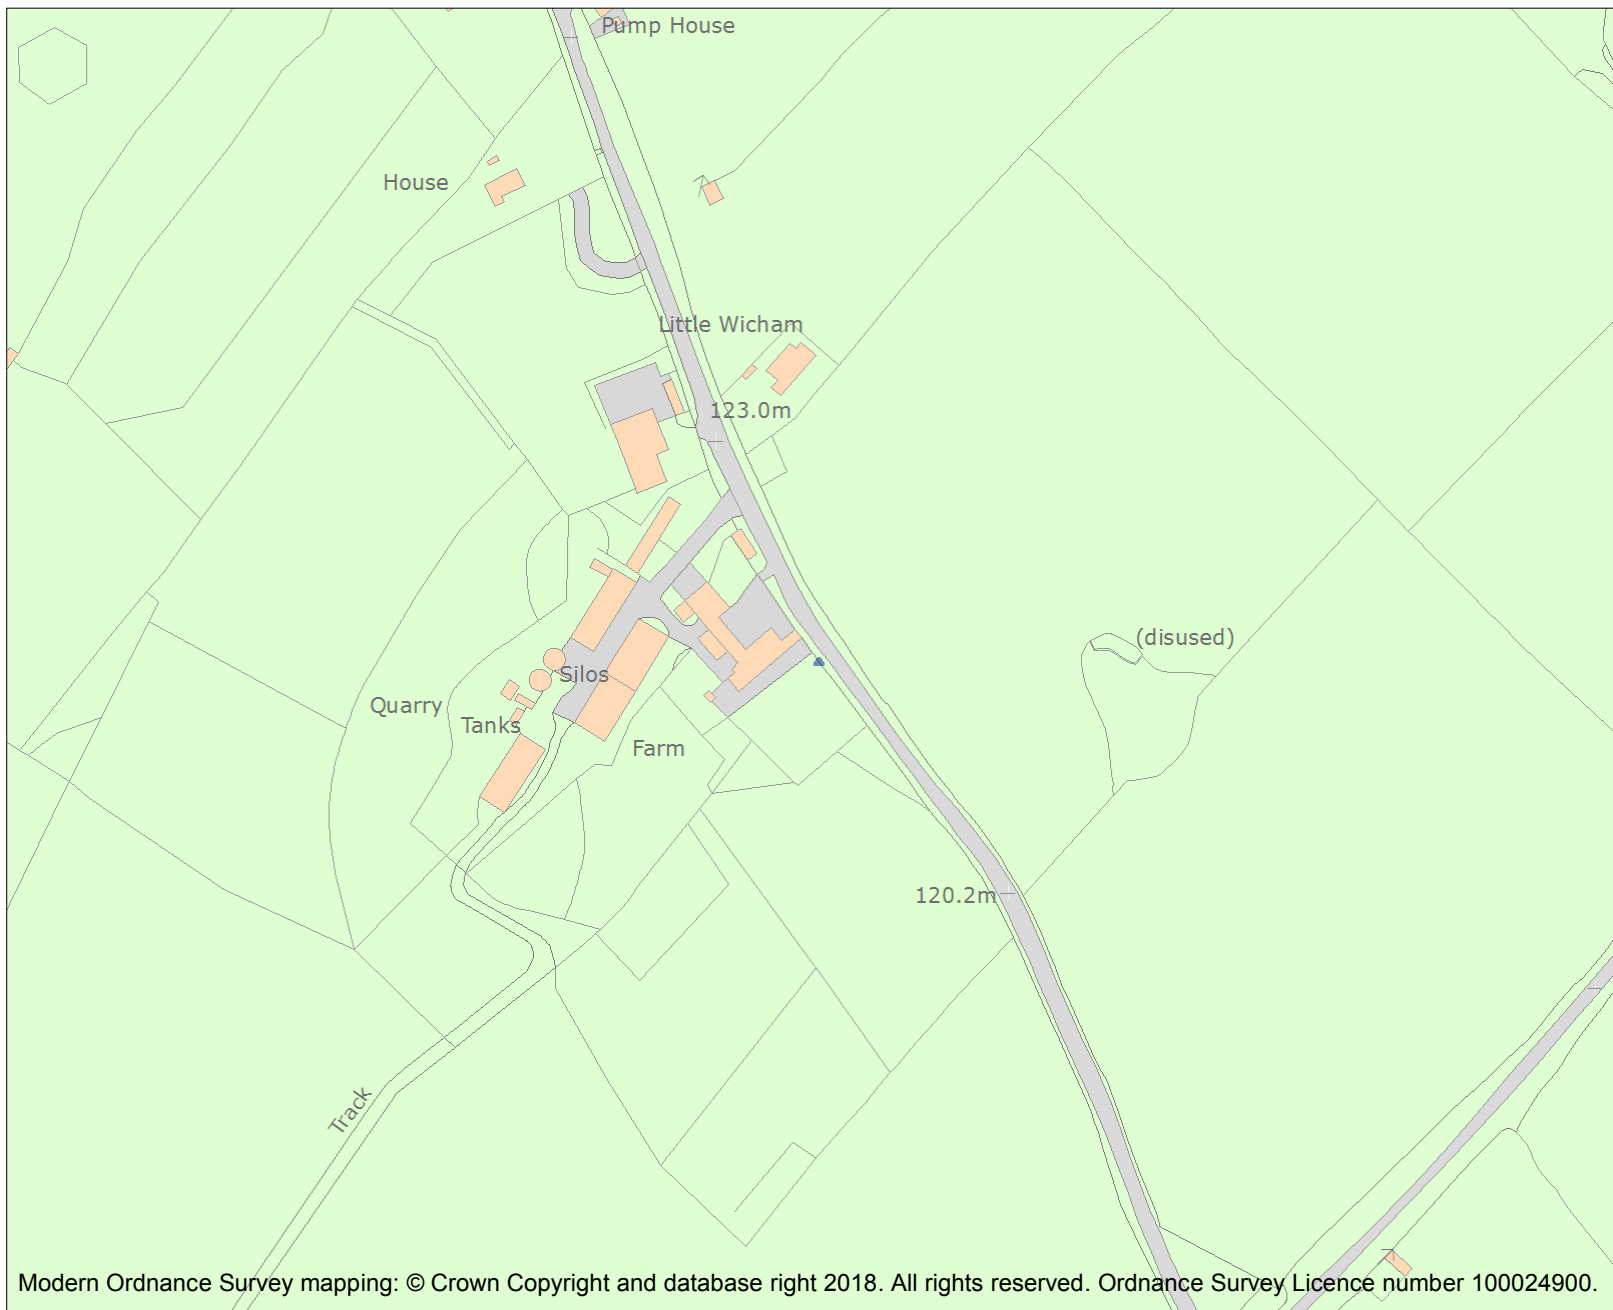 Pump House
House
Little Wicham
123.0m
(disused)
Silos
Quarry
Tanks
Farm
120.2m
Track
Modern Ordnance Survey mapping: © Crown Copyright and database right 2018. All rights reserved. Ordnance Survey Licence number 100024900.